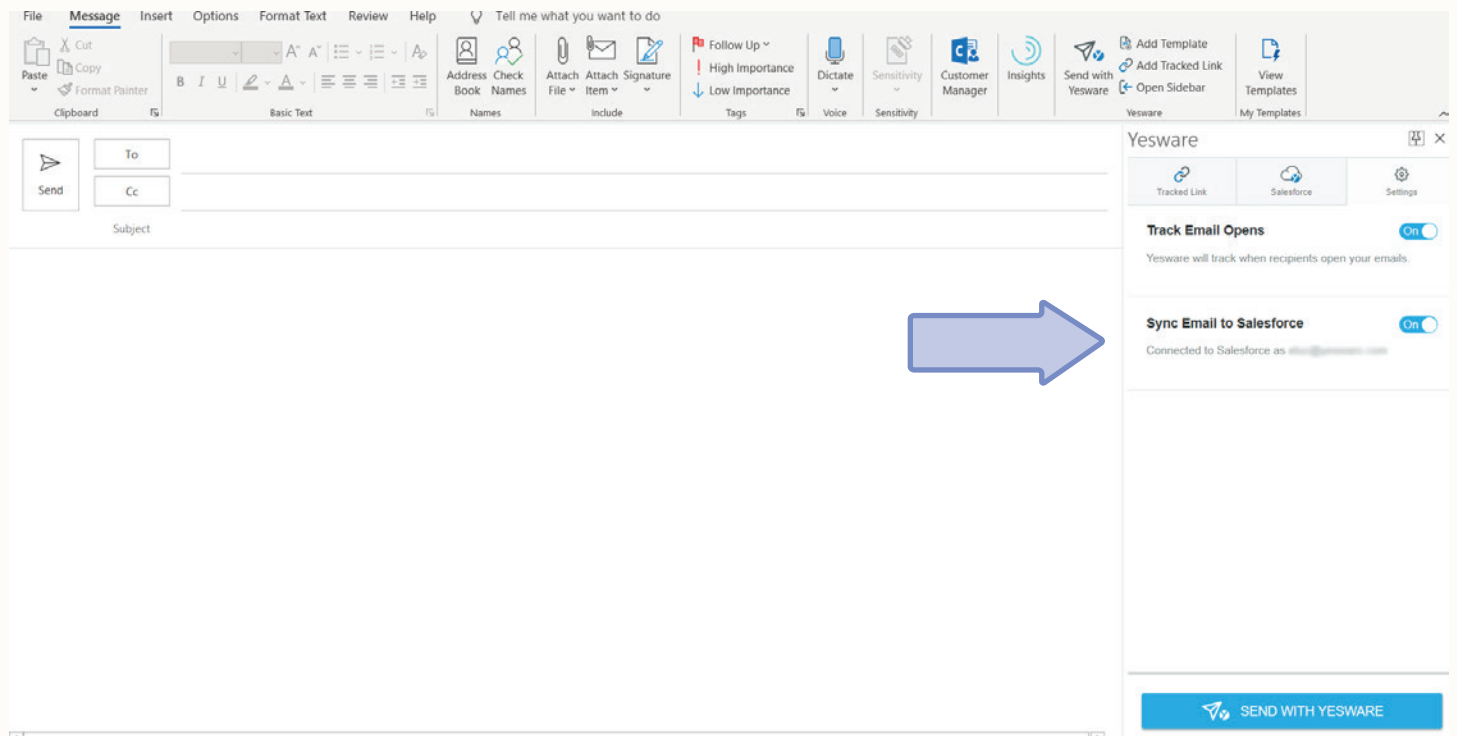 File Message Insert Options Format Text Review Help Tell me what you want to do
Paste
Cut
Copy
Format Painter
Clipboard
B I U A
A A
Basic Text
Address Book
Check Names
Names
Attach File
Attach Item
Signature
Include
Follow Up
High Importance
Low Importance
Tags
Dictate
Voice
Sensitivity
Sensitivity
Customer Manager
Insights
Send with Yesware
Add Template
Add Tracked Link
Open Sidebar
Yesware
View Templates
My Templates
Send
To
Cc
Subject
Yesware
Tracked Link Salesforce Settings
Track Email Opens On
Yesware will track when recipients open your emails.
Sync Email to Salesforce On
Connected to Salesforce as
SEND WITH YESWARE